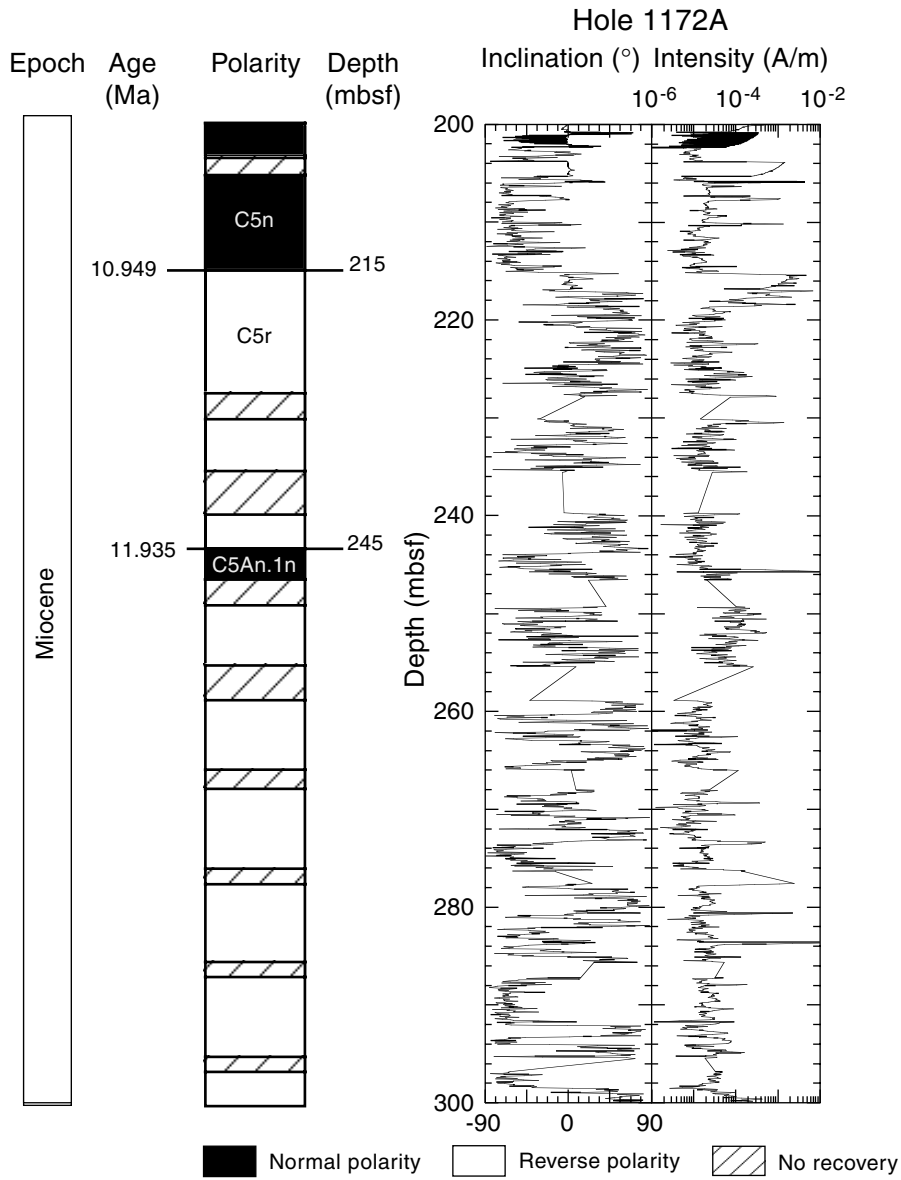 Hole 1172A
Epoch Age (Ma) Polarity Depth (mbsf) Inclination (°) Intensity (A/m)
10⁻⁶ 10⁻⁴ 10⁻²
200
C5n
10.949 215
220
C5r
240
11.935 245
C5An.1n
Miocene
Depth (mbsf)
260
280
300
-90 0 90
Normal polarity Reverse polarity No recovery